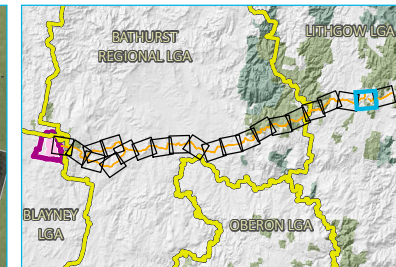 BATHURST
REGIONAL LGA
LITHGOW LGA
BLAYNEY
LGA
OBERON LGA